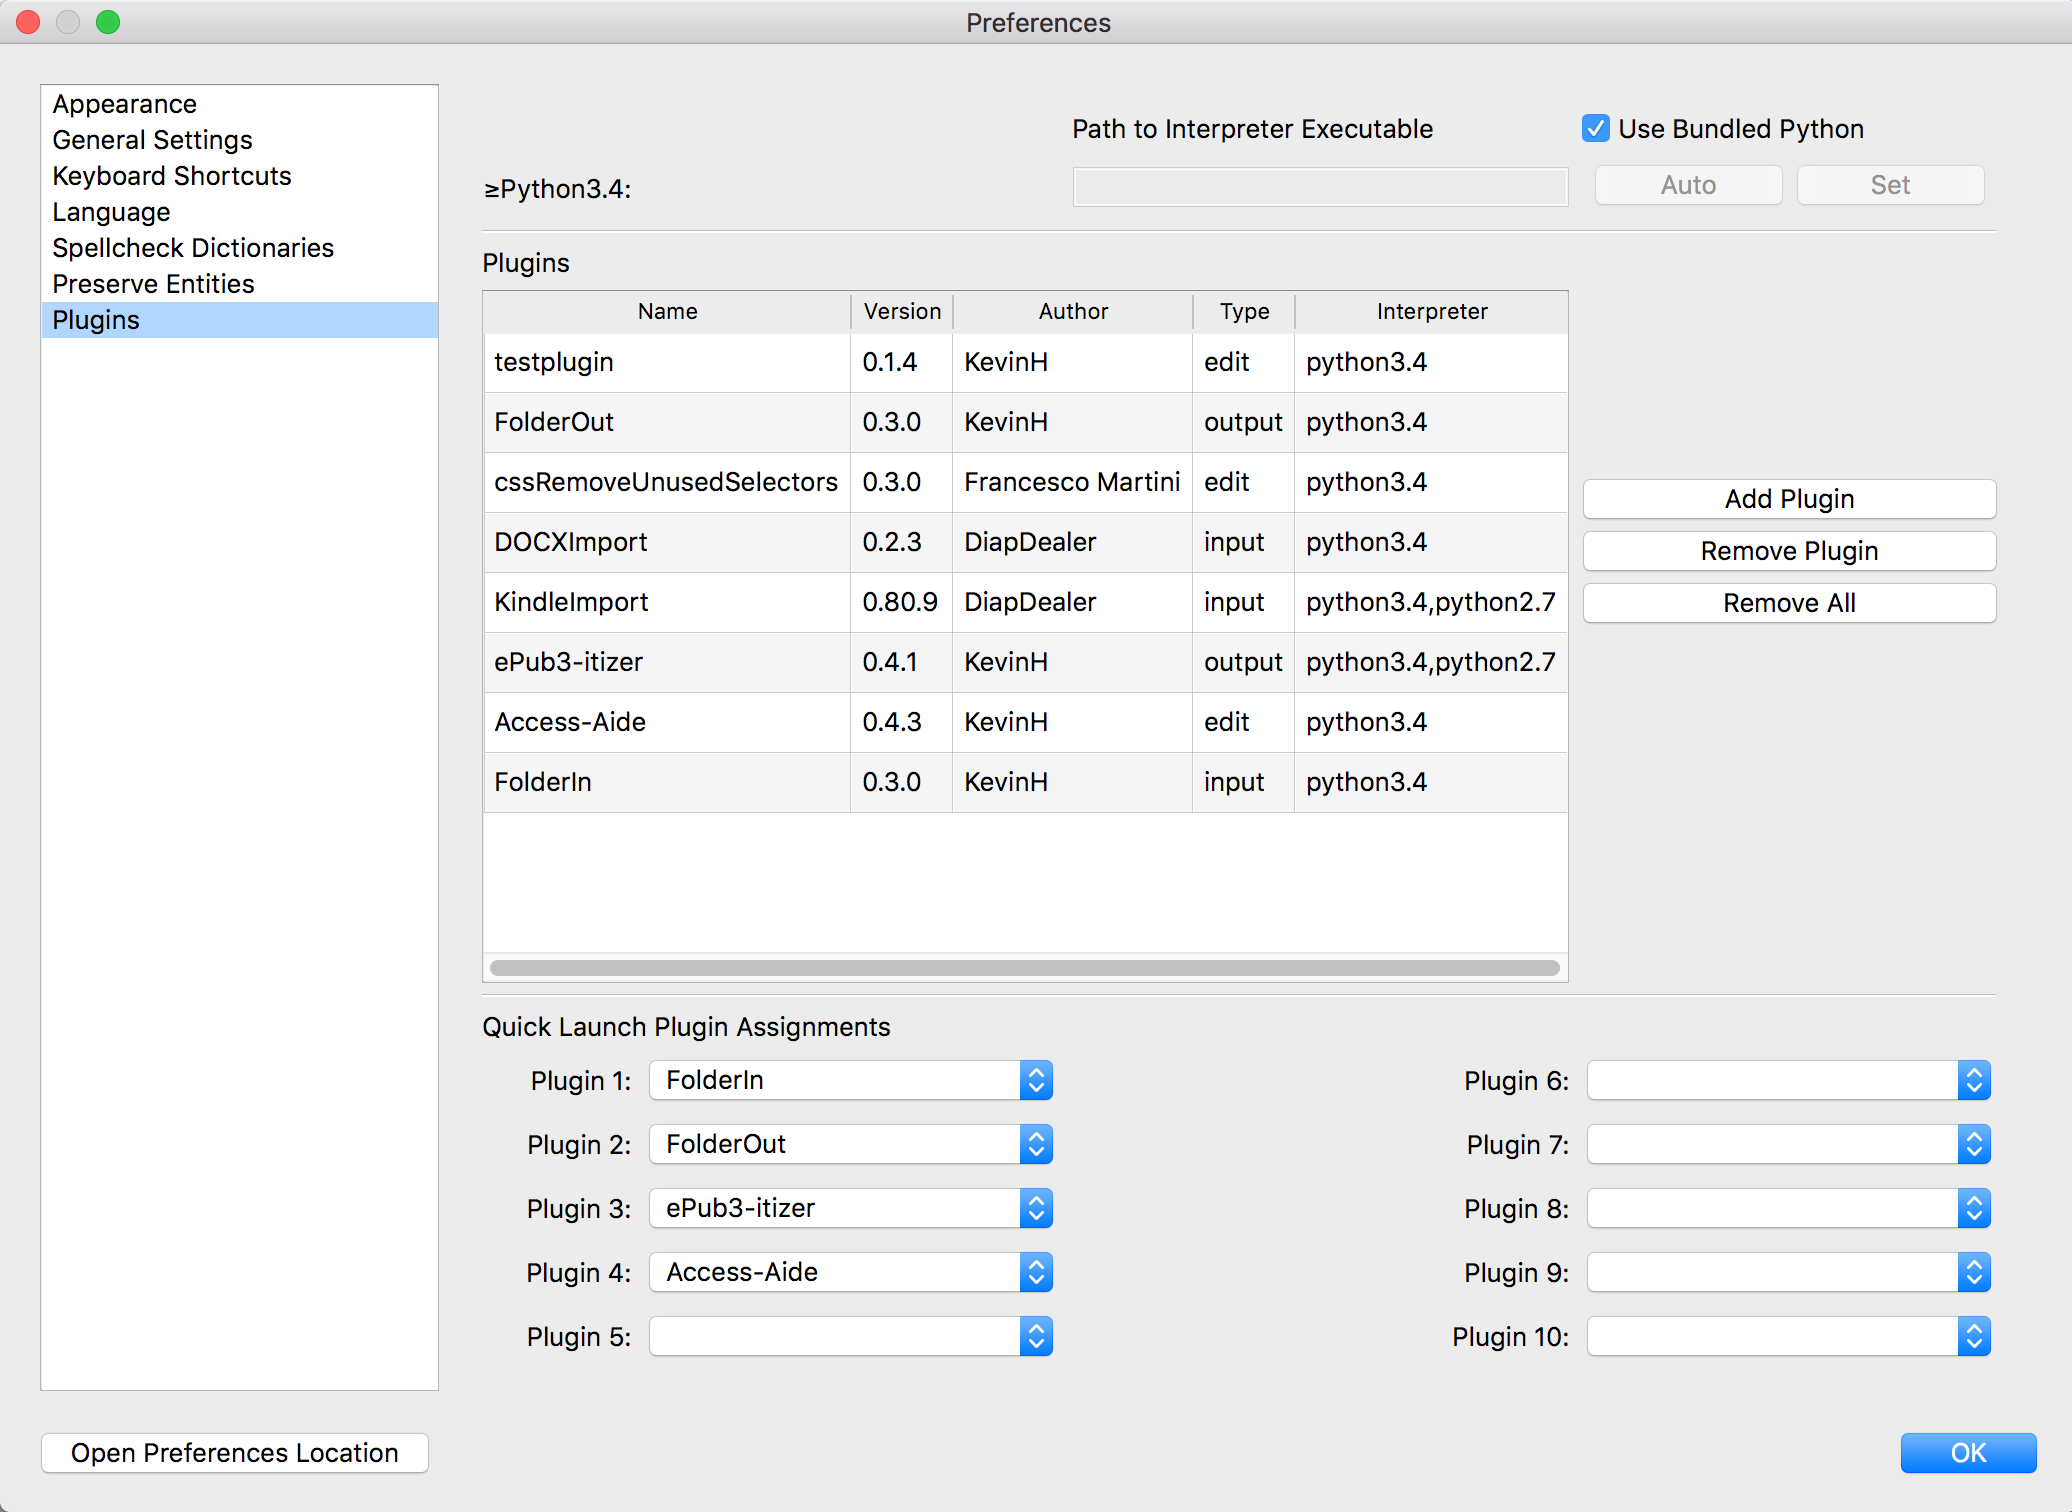 Preferences
Appearance
General Settings
Keyboard Shortcuts
Language
Spellcheck Dictionaries
Preserve Entities
Plugins
Path to Interpreter Executable
Use Bundled Python
≥Python3.4:
Auto Set
Plugins
Name Version Author Type Interpreter
testplugin 0.1.4 KevinH edit python3.4
FolderOut 0.3.0 KevinH output python3.4
cssRemoveUnusedSelectors 0.3.0 Francesco Martini edit python3.4
DOCXImport 0.2.3 DiapDealer input python3.4
KindleImport 0.80.9 DiapDealer input python3.4,python2.7
ePub3-itizer 0.4.1 KevinH output python3.4,python2.7
Access-Aide 0.4.3 KevinH edit python3.4
FolderIn 0.3.0 KevinH input python3.4
Add Plugin
Remove Plugin
Remove All
Quick Launch Plugin Assignments
Plugin 1: FolderIn
Plugin 2: FolderOut
Plugin 3: ePub3-itizer
Plugin 4: Access-Aide
Plugin 5:
Plugin 6:
Plugin 7:
Plugin 8:
Plugin 9:
Plugin 10:
Open Preferences Location
OK